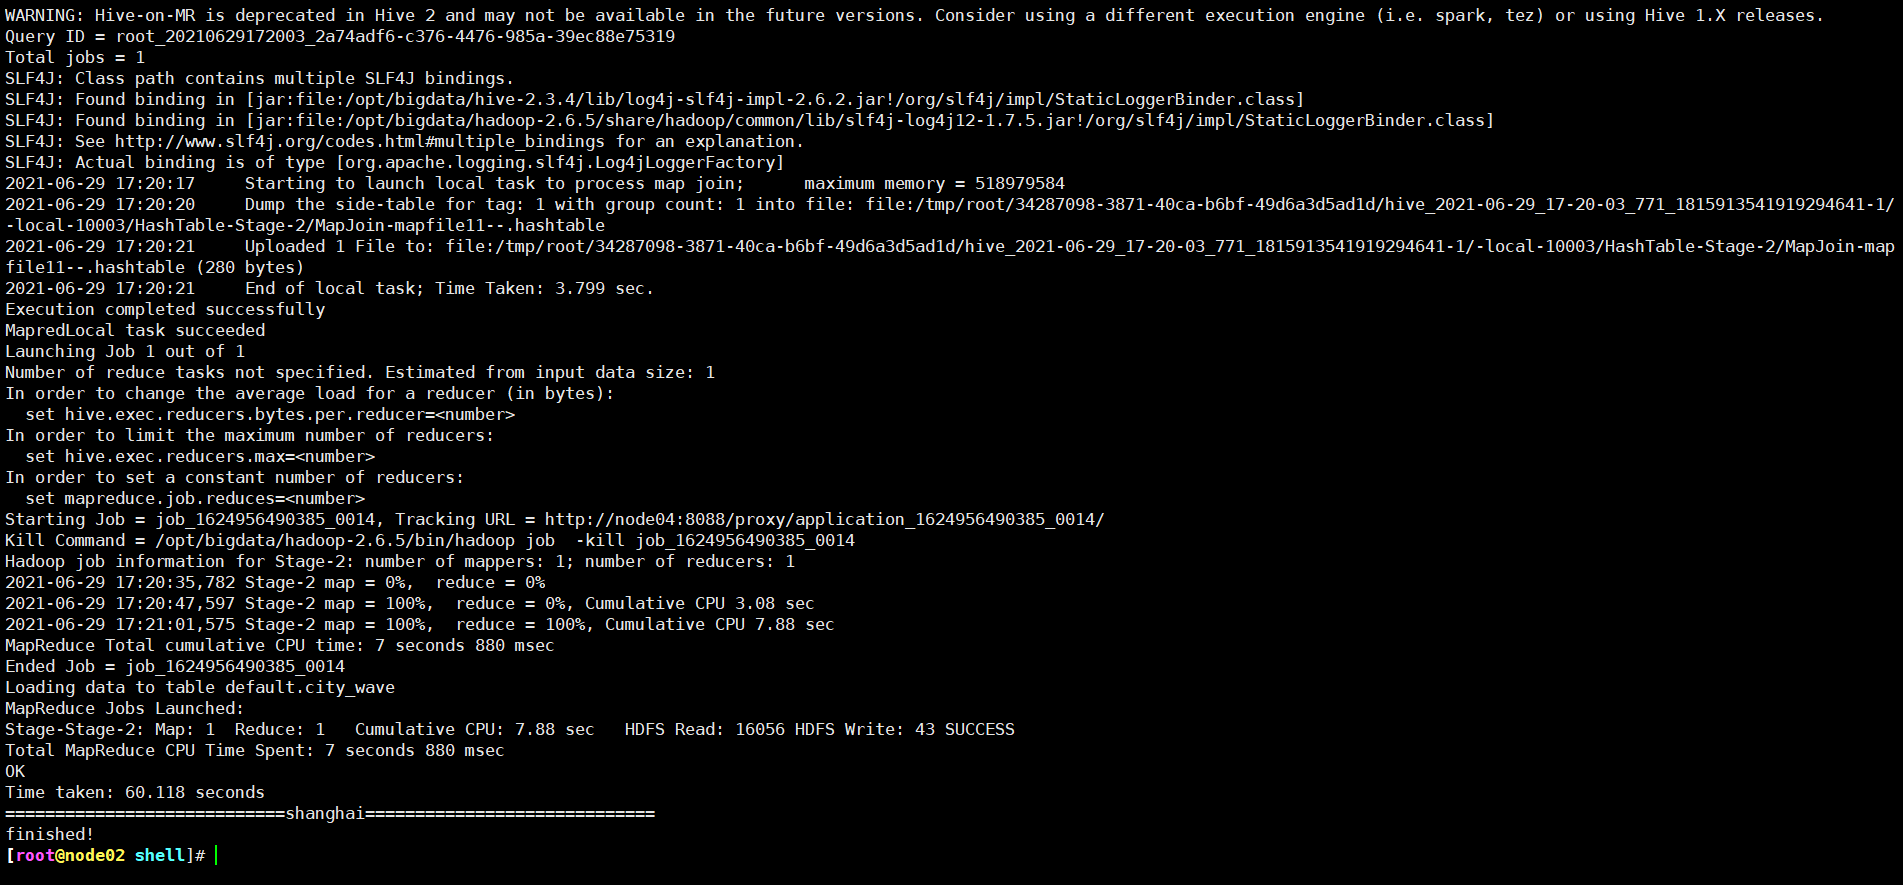 WARNING: Hive-on-MR is deprecated in Hive 2 and may not be available in the future versions. Consider using a different execution engine (i.e. spark, tez) or using Hive 1.X releases.
Query ID = root_20210629172003_2a74adf6-c376-4476-985a-39ec88e75319
Total jobs = 1
SLF4J: Class path contains multiple SLF4J bindings.
SLF4J: Found binding in [jar:file:/opt/bigdata/hive-2.3.4/lib/log4j-slf4j-impl-2.6.2.jar!/org/slf4j/impl/StaticLoggerBinder.class]
SLF4J: Found binding in [jar:file:/opt/bigdata/hadoop-2.6.5/share/hadoop/common/lib/slf4j-log4j12-1.7.5.jar!/org/slf4j/impl/StaticLoggerBinder.class]
SLF4J: See http://www.slf4j.org/codes.html#multiple_bindings for an explanation.
SLF4J: Actual binding is of type [org.apache.logging.slf4j.Log4jLoggerFactory]
2021-06-29 17:20:17     Starting to launch local task to process map join;      maximum memory = 518979584
2021-06-29 17:20:20     Dump the side-table for tag: 1 with group count: 1 into file: file:/tmp/root/34287098-3871-40ca-b6bf-49d6a3d5ad1d/hive_2021-06-29_17-20-03_771_1815913541919294641-1/
-local-10003/HashTable-Stage-2/MapJoin-mapfile11--.hashtable
2021-06-29 17:20:21     Uploaded 1 File to: file:/tmp/root/34287098-3871-40ca-b6bf-49d6a3d5ad1d/hive_2021-06-29_17-20-03_771_1815913541919294641-1/-local-10003/HashTable-Stage-2/MapJoin-map
file11--.hashtable (280 bytes)
2021-06-29 17:20:21     End of local task; Time Taken: 3.799 sec.
Execution completed successfully
MapredLocal task succeeded
Launching Job 1 out of 1
Number of reduce tasks not specified. Estimated from input data size: 1
In order to change the average load for a reducer (in bytes):
  set hive.exec.reducers.bytes.per.reducer=<number>
In order to limit the maximum number of reducers:
  set hive.exec.reducers.max=<number>
In order to set a constant number of reducers:
  set mapreduce.job.reduces=<number>
Starting Job = job_1624956490385_0014, Tracking URL = http://node04:8088/proxy/application_1624956490385_0014/
Kill Command = /opt/bigdata/hadoop-2.6.5/bin/hadoop job  -kill job_1624956490385_0014
Hadoop job information for Stage-2: number of mappers: 1; number of reducers: 1
2021-06-29 17:20:35,782 Stage-2 map = 0%,  reduce = 0%
2021-06-29 17:20:47,597 Stage-2 map = 100%,  reduce = 0%, Cumulative CPU 3.08 sec
2021-06-29 17:21:01,575 Stage-2 map = 100%,  reduce = 100%, Cumulative CPU 7.88 sec
MapReduce Total cumulative CPU time: 7 seconds 880 msec
Ended Job = job_1624956490385_0014
Loading data to table default.city_wave
MapReduce Jobs Launched:
Stage-Stage-2: Map: 1  Reduce: 1   Cumulative CPU: 7.88 sec   HDFS Read: 16056 HDFS Write: 43 SUCCESS
Total MapReduce CPU Time Spent: 7 seconds 880 msec
OK
Time taken: 60.118 seconds
============================shanghai=============================
finished!
[root@node02 shell]#